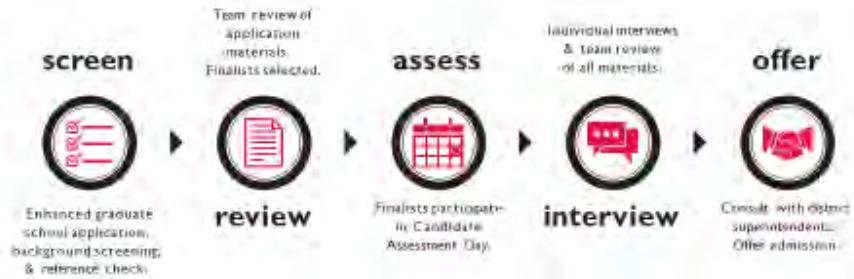 screen
Enhanced graduate
school application,
background screening,
& reference check.
Team review of
application
materials.
Finalists selected.
review
assess
Finalists participate
in Candidate
Assessment Day.
Individual interviews
& team review
of all materials.
interview
offer
Consult with district
superintendents.
Offer admission.